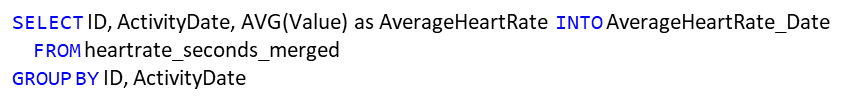 SELECT ID, ActivityDate, AVG(Value) as AverageHeartRate INTO AverageHeartRate_Date
FROM heartrate_seconds_merged
GROUP BY ID, ActivityDate